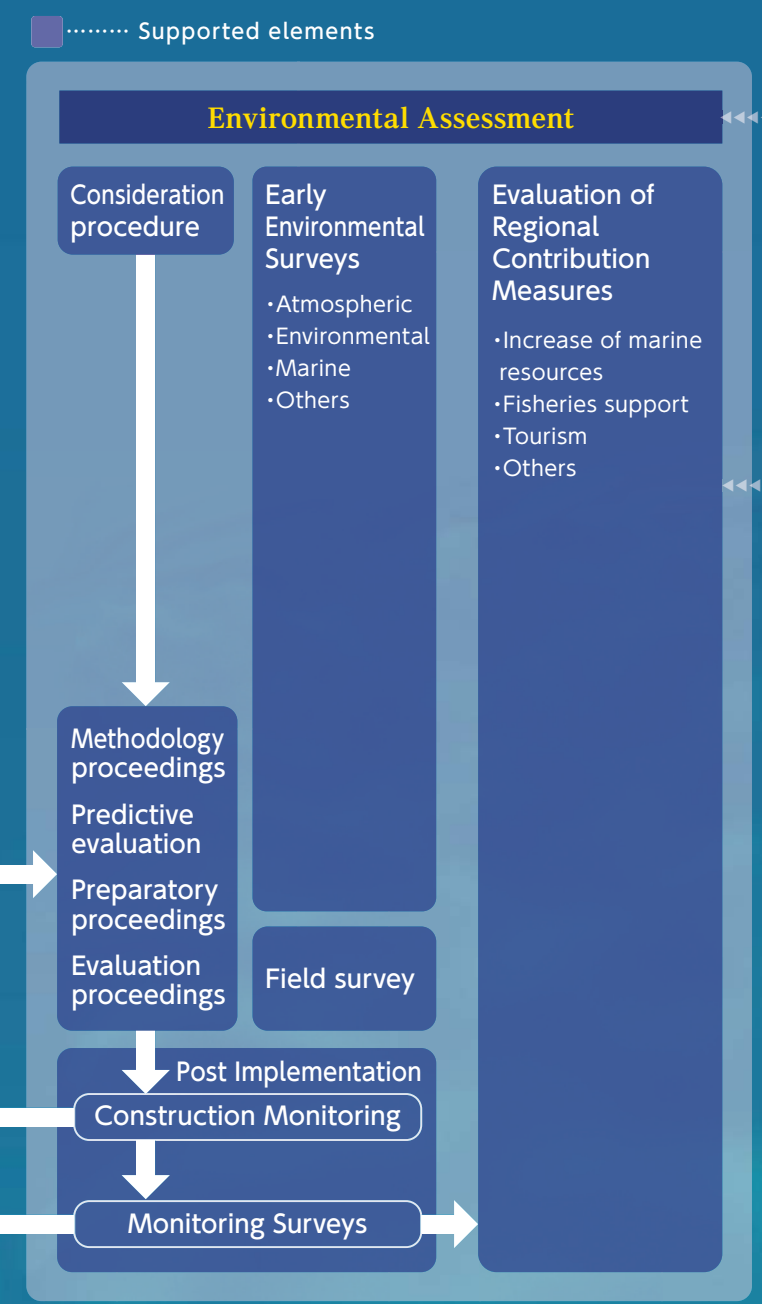 ……… Supported elements
Environmental Assessment
Consideration
procedure
Early
Environmental
Surveys
・Atmospheric
・Environmental
・Marine
・Others
Evaluation of
Regional
Contribution
Measures
・Increase of marine
resources
・Fisheries support
・Tourism
・Others
Methodology
proceedings
Predictive
evaluation
Preparatory
proceedings
Evaluation
proceedings
Field survey
Post Implementation
Construction Monitoring
Monitoring Surveys